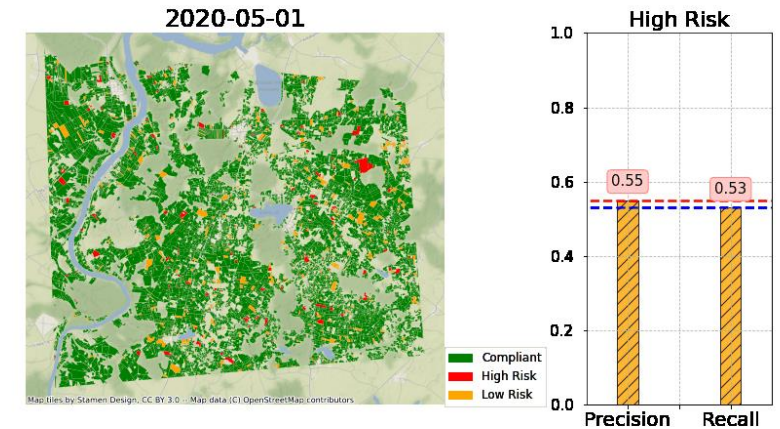 2020-05-01
Compliant
High Risk
Low Risk
Map tiles by Stamen Design, CC BY 3.0 -- Map data (C) OpenStreetMap contributors
High Risk
1.0
0.8
0.6
0.4
0.2
0.0
0.55
0.53
Precision
Recall